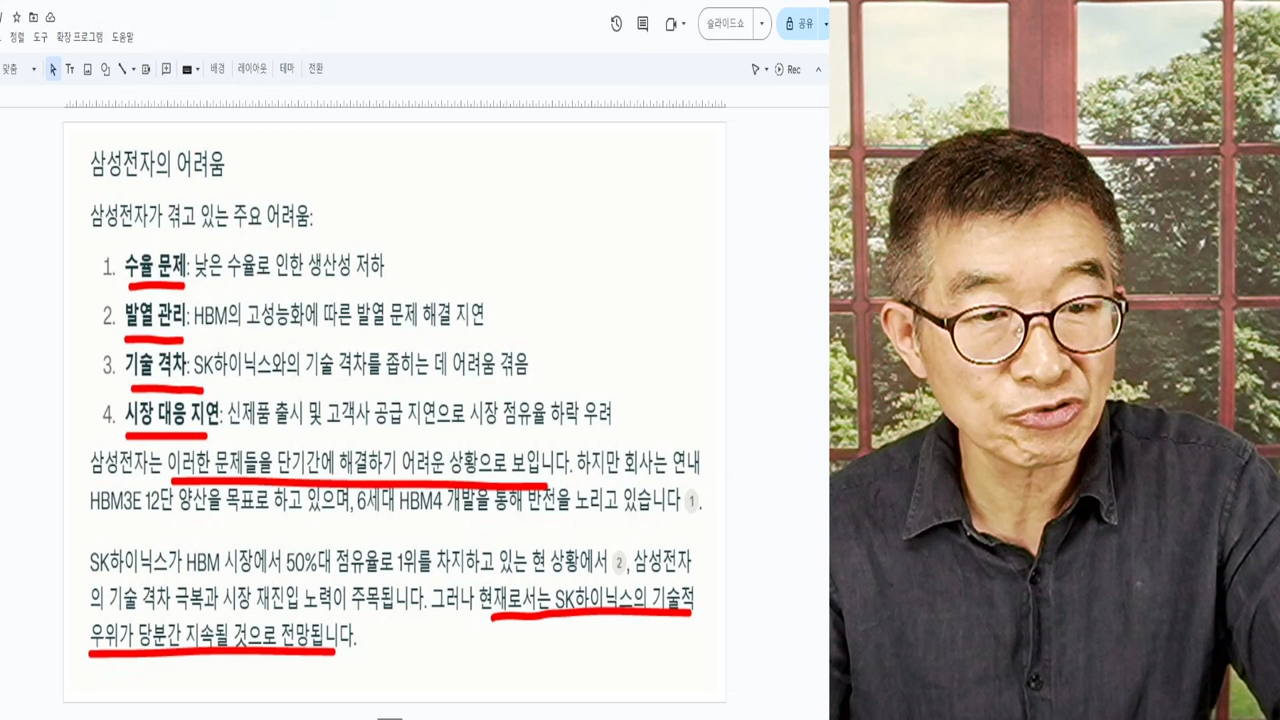 정렬 도구 확장 프로그램 도움말
슬라이드쇼
공유
맞춤
Tr
배경 레이아웃 테마 전환
Rec
삼성전자의 어려움
삼성전자가 겪고 있는 주요 어려움:
1. 수율 문제: 낮은 수율로 인한 생산성 저하
2. 발열 관리: HBM의 고성능화에 따른 발열 문제 해결 지연
3. 기술 격차: SK하이닉스와의 기술 격차를 좁히는 데 어려움 겪음
4. 시장 대응 지연: 신제품 출시 및 고객사 공급 지연으로 시장 점유율 하락 우려
삼성전자는 이러한 문제들을 단기간에 해결하기 어려운 상황으로 보입니다. 하지만 회사는 연내
HBM3E 12단 양산을 목표로 하고 있으며, 6세대 HBM4 개발을 통해 반전을 노리고 있습니다 1.
SK하이닉스가 HBM 시장에서 50%대 점유율로 1위를 차지하고 있는 현 상황에서 2, 삼성전자
의 기술 격차 극복과 시장 재진입 노력이 주목됩니다. 그러나 현재로서는 SK하이닉스의 기술적
우위가 당분간 지속될 것으로 전망됩니다.